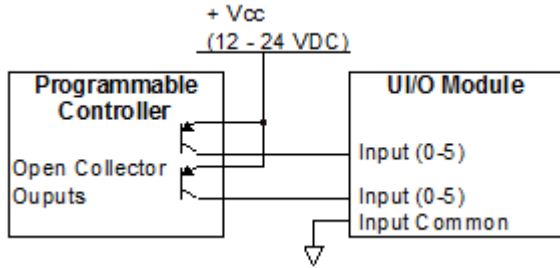 + Vcc
(12 - 24 VDC)
Programmable
Controller
Open Collector
Ouputs
UI/O Module
Input (0-5)
Input (0-5)
Input Common